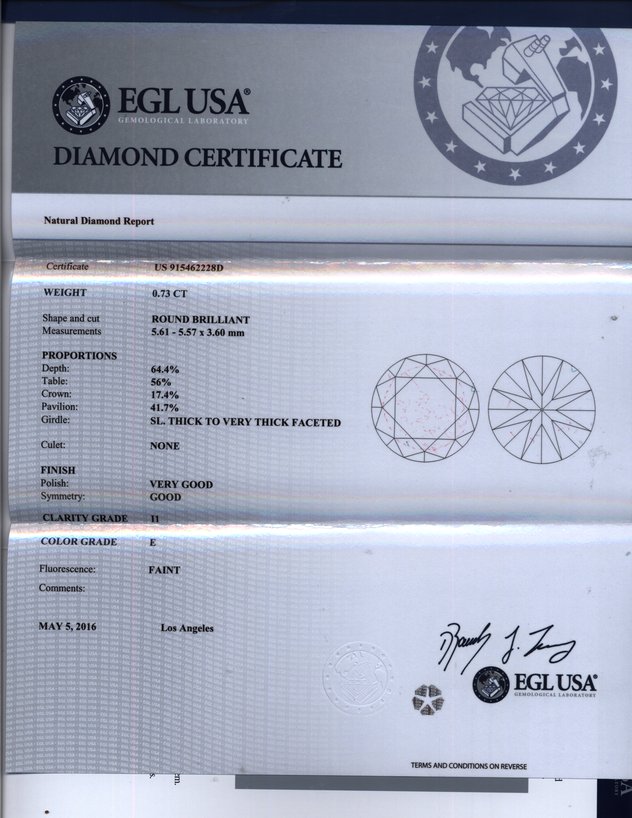 EGL USA®
GEMOLOGICAL LABORATORY
DIAMOND CERTIFICATE
Natural Diamond Report
Certificate US 915462228D
WEIGHT 0.73 CT
Shape and cut ROUND BRILLIANT
Measurements 5.61 - 5.57 x 3.60 mm
PROPORTIONS
Depth: 64.4%
Table: 56%
Crown: 17.4%
Pavilion: 41.7%
Girdle: SL. THICK TO VERY THICK FACETED
Culet: NONE
FINISH
Polish: VERY GOOD
Symmetry: GOOD
CLARITY GRADE I1
COLOR GRADE E
Fluorescence: FAINT
Comments:
MAY 5, 2016 Los Angeles
EGL USA®
GEMOLOGICAL LABORATORY
TERMS AND CONDITIONS ON REVERSE